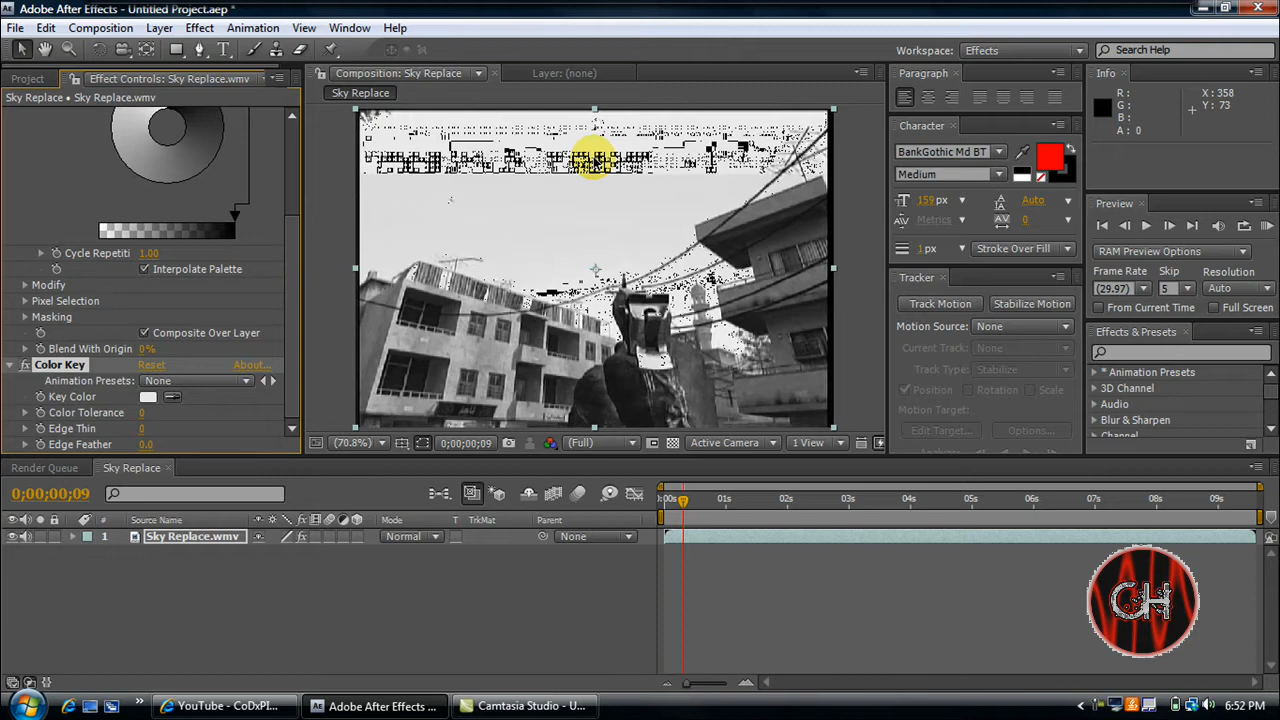 Adobe After Effects - Untitled Project.aep *
File Edit Composition Layer Effect Animation View Window Help
Workspace: Effects Search Help
Project Effect Controls: Sky Replace.wmv
Composition: Sky Replace Layer: (none)
Paragraph
Info
Sky Replace • Sky Replace.wmv
Sky Replace
R:
G:
B:
A: 0
X: 358
Y: 73
Character
BankGothic Md BT
Medium
159 px Auto
Metrics 0
1 px Stroke Over Fill
Preview
RAM Preview Options
Frame Rate Skip Resolution
(29.97) 5 Auto
From Current Time Full Screen
Cycle Repetiti 1.00
Interpolate Palette
Modify
Pixel Selection
Masking
Composite Over Layer
Blend With Origin 0%
Color Key Reset About...
Animation Presets: None
Key Color
Color Tolerance 0
Edge Thin 0
Edge Feather 0.0
Tracker
Track Motion Stabilize Motion
Motion Source: None
Current Track: None
Track Type: Stabilize
Position Rotation Scale
Motion Target:
Edit Target... Options...
Effects & Presets
* Animation Presets
3D Channel
Audio
Blur & Sharpen
Channel
(70.8%) 0;00;00;09 (Full) Active Camera 1 View
Render Queue Sky Replace
0;00;00;09
0:00s 01s 02s 03s 04s 05s 06s 07s 08s 09s
# Source Name Mode T TrkMat Parent
1 Sky Replace.wmv Normal None
CH
YouTube - CoDxPI... Adobe After Effects ... Camtasia Studio - U... 6:52 PM